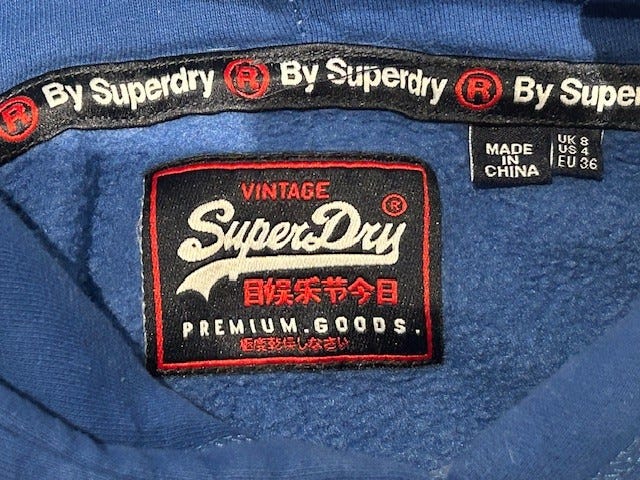 ® By Superdry ® By Superdry ® By Super
MADE
IN
CHINA
UK 8
US 4
EU 36
VINTAGE
SuperDry ®
目娱乐节今日
PREMIUM.GOODS.
極度乾燥しなさい